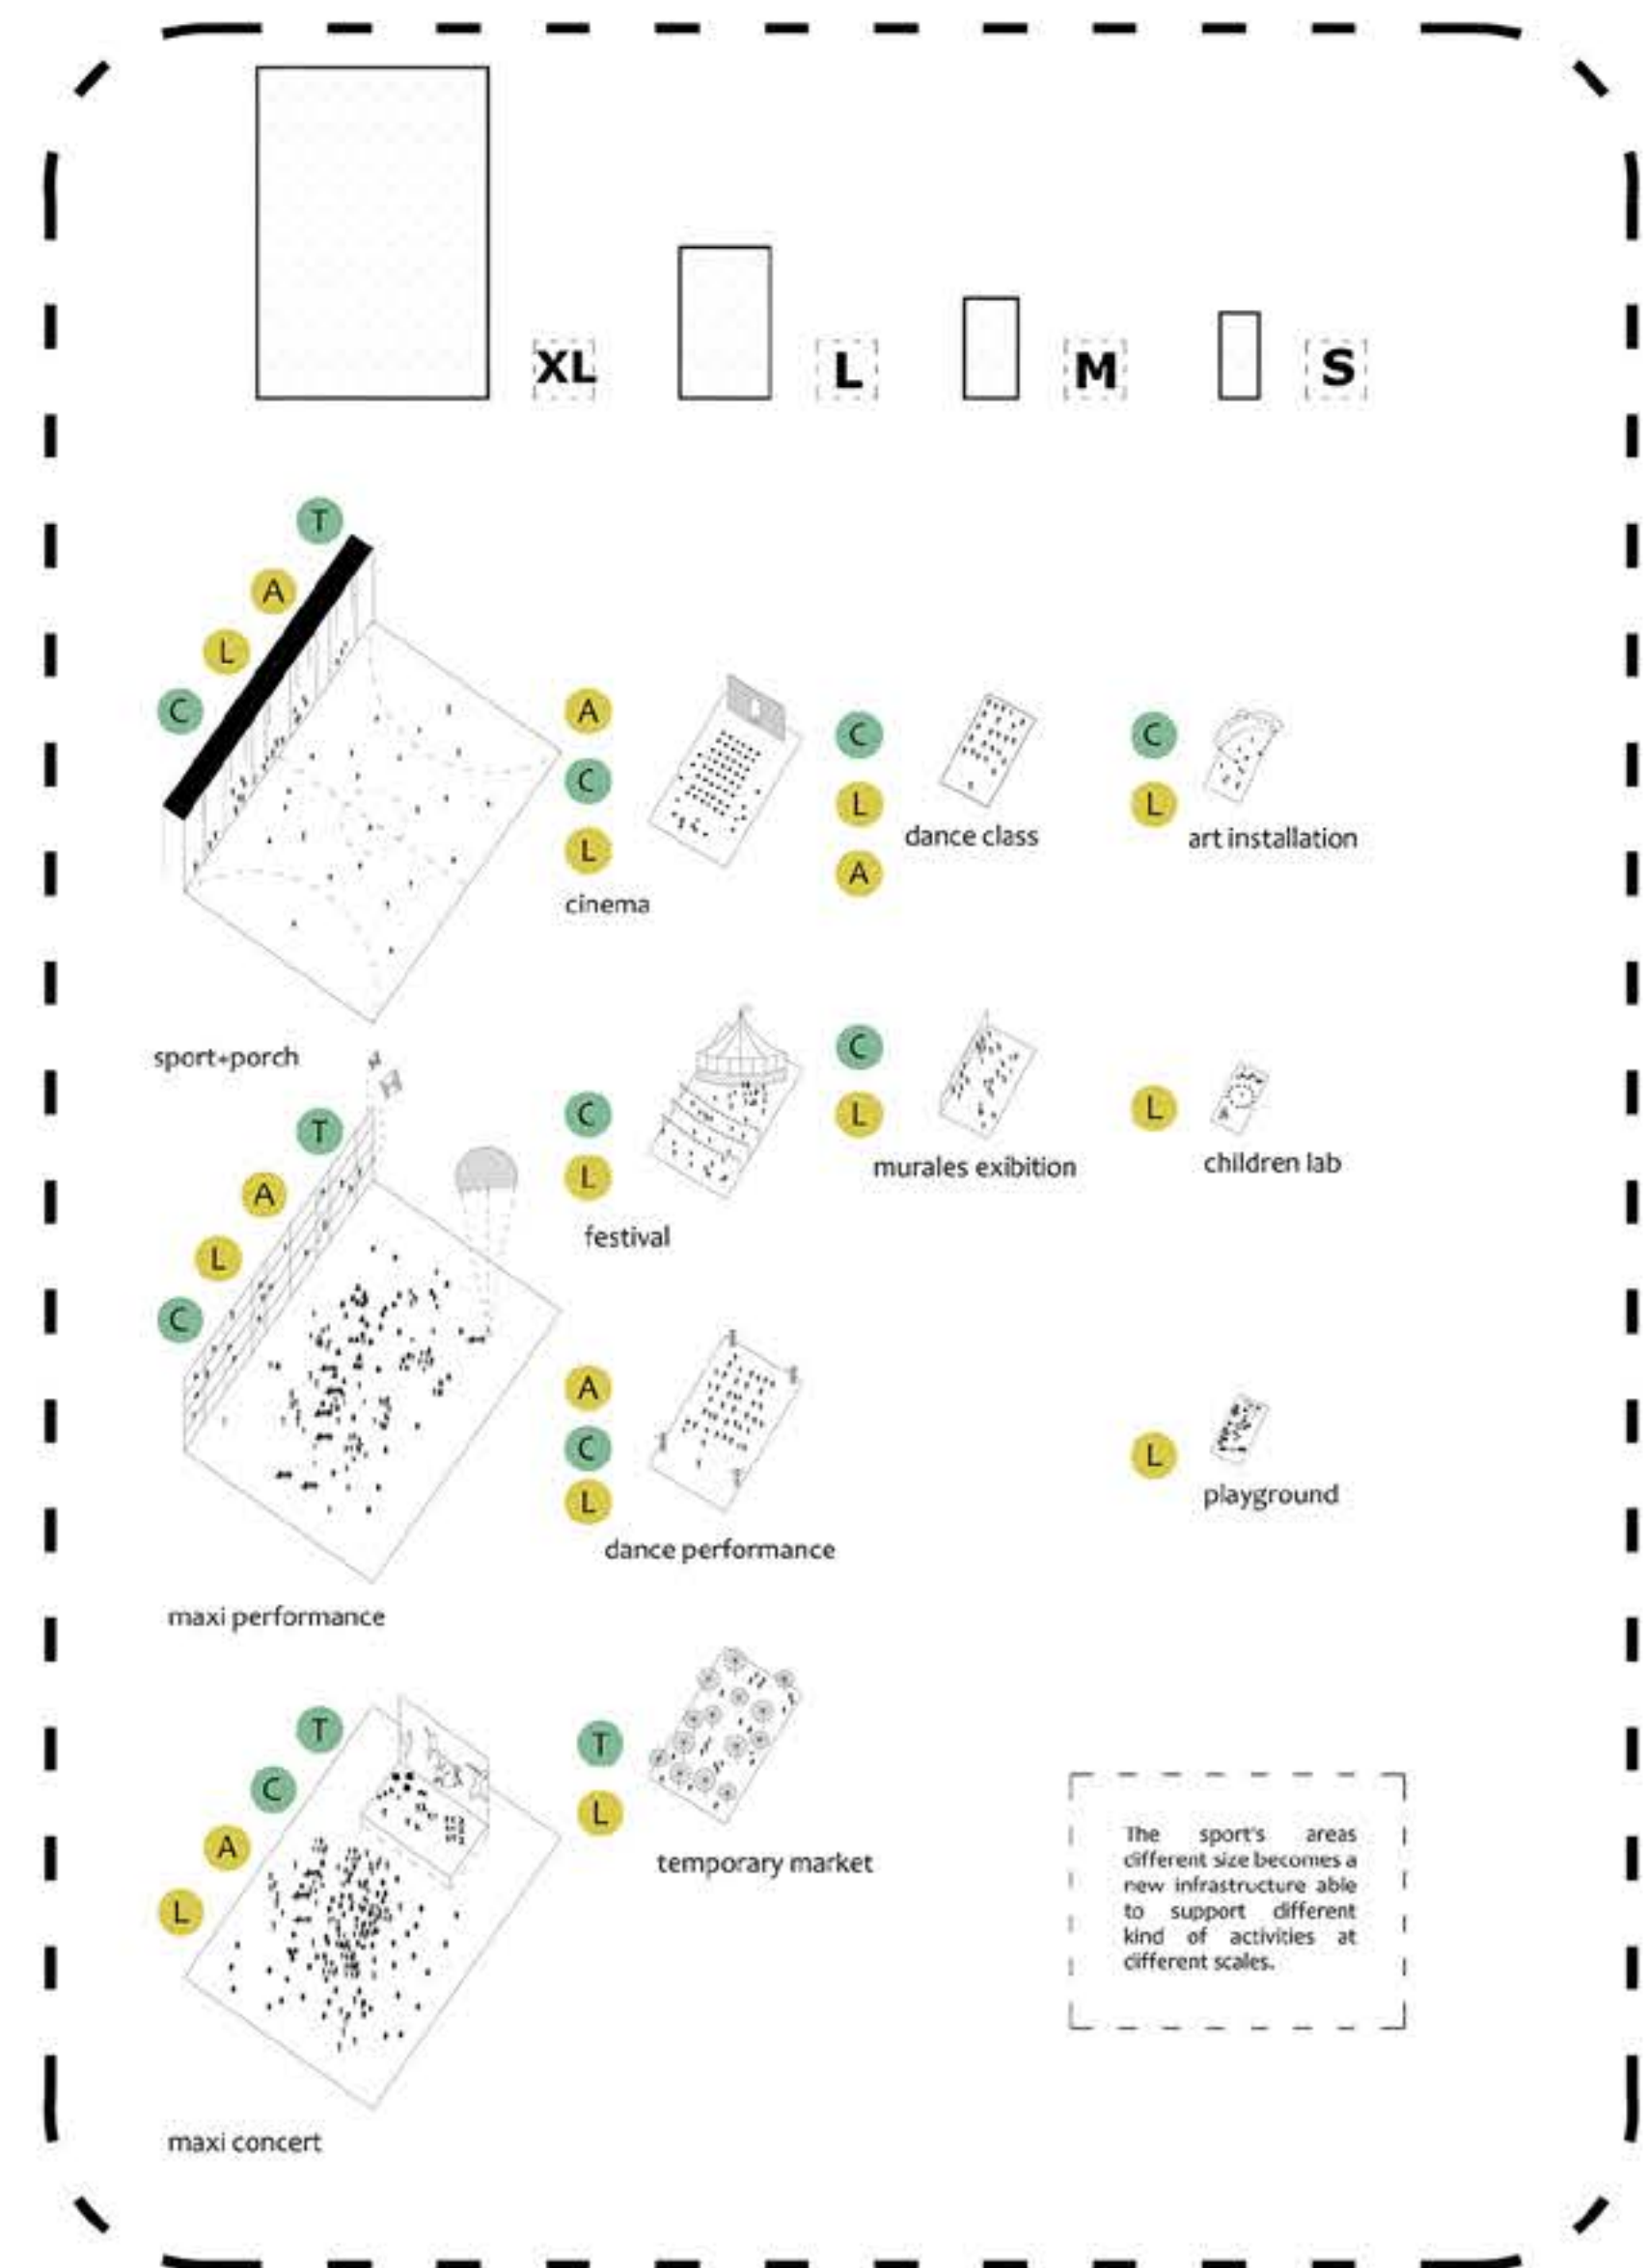 XL
L
M
S
T
A
L
C
sport+porch
A
C
L
cinema
C
L
A
dance class
C
L
art installation
T
A
L
C
maxi performance
C
L
festival
C
L
murales exibition
L
children lab
A
C
L
dance performance
L
playground
T
C
A
L
maxi concert
T
L
temporary market
The sport's areas
different size becomes a
new infrastructure able
to support different
kind of activities at
different scales.